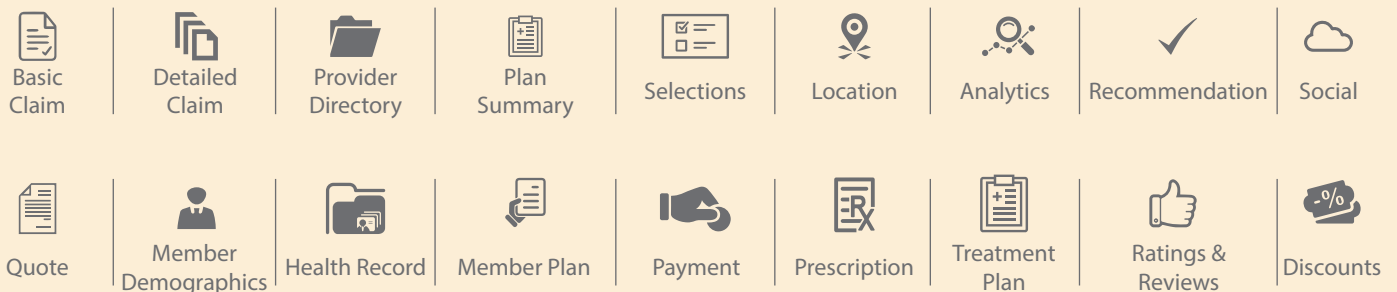 Basic
Claim
Detailed
Claim
Provider
Directory
Plan
Summary
Selections
Location
Analytics
Recommendation
Social
Quote
Member
Demographics
Health Record
Member Plan
Payment
RX
Prescription
Treatment
Plan
Ratings &
Reviews
-%
Discounts